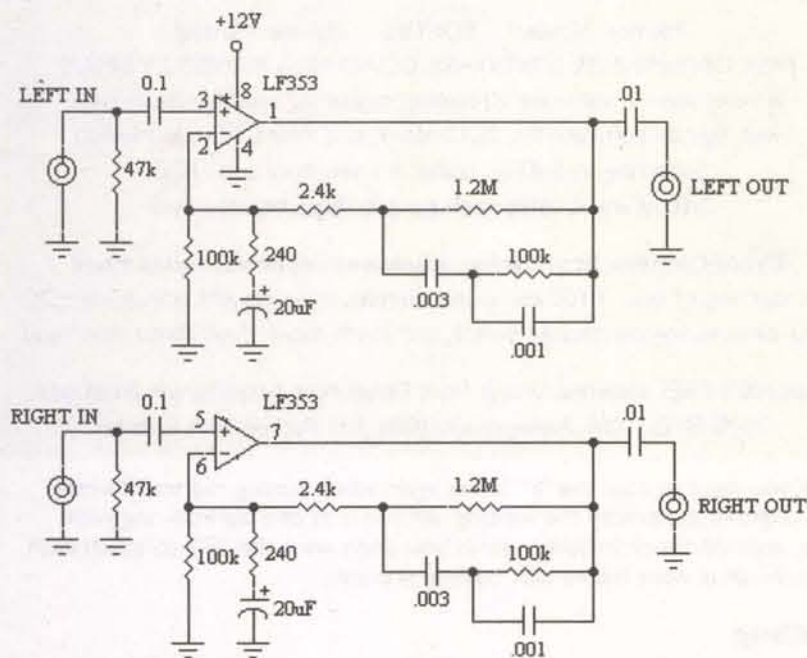 +12V
LF353
LEFT IN
0.1
3
+
8
1
2
4
.01
47k
LEFT OUT
2.4k
1.2M
100k
240
+
20uF
.003
100k
.001
RIGHT IN
0.1
LF353
5
+
7
6
-
.01
47k
RIGHT OUT
2.4k
1.2M
100k
240
+
20uF
.003
100k
.001